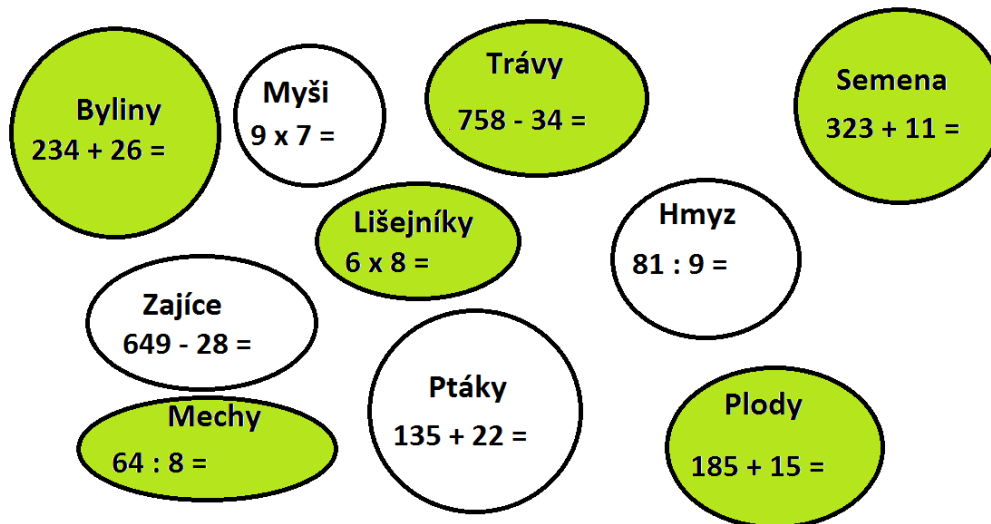 Byliny
234 + 26 =
Myši
9 x 7 =
Trávy
758 - 34 =
Semena
323 + 11 =
Lišejníky
6 x 8 =
Hmyz
81 : 9 =
Zajíce
649 - 28 =
Mechy
64 : 8 =
Ptáky
135 + 22 =
Plody
185 + 15 =